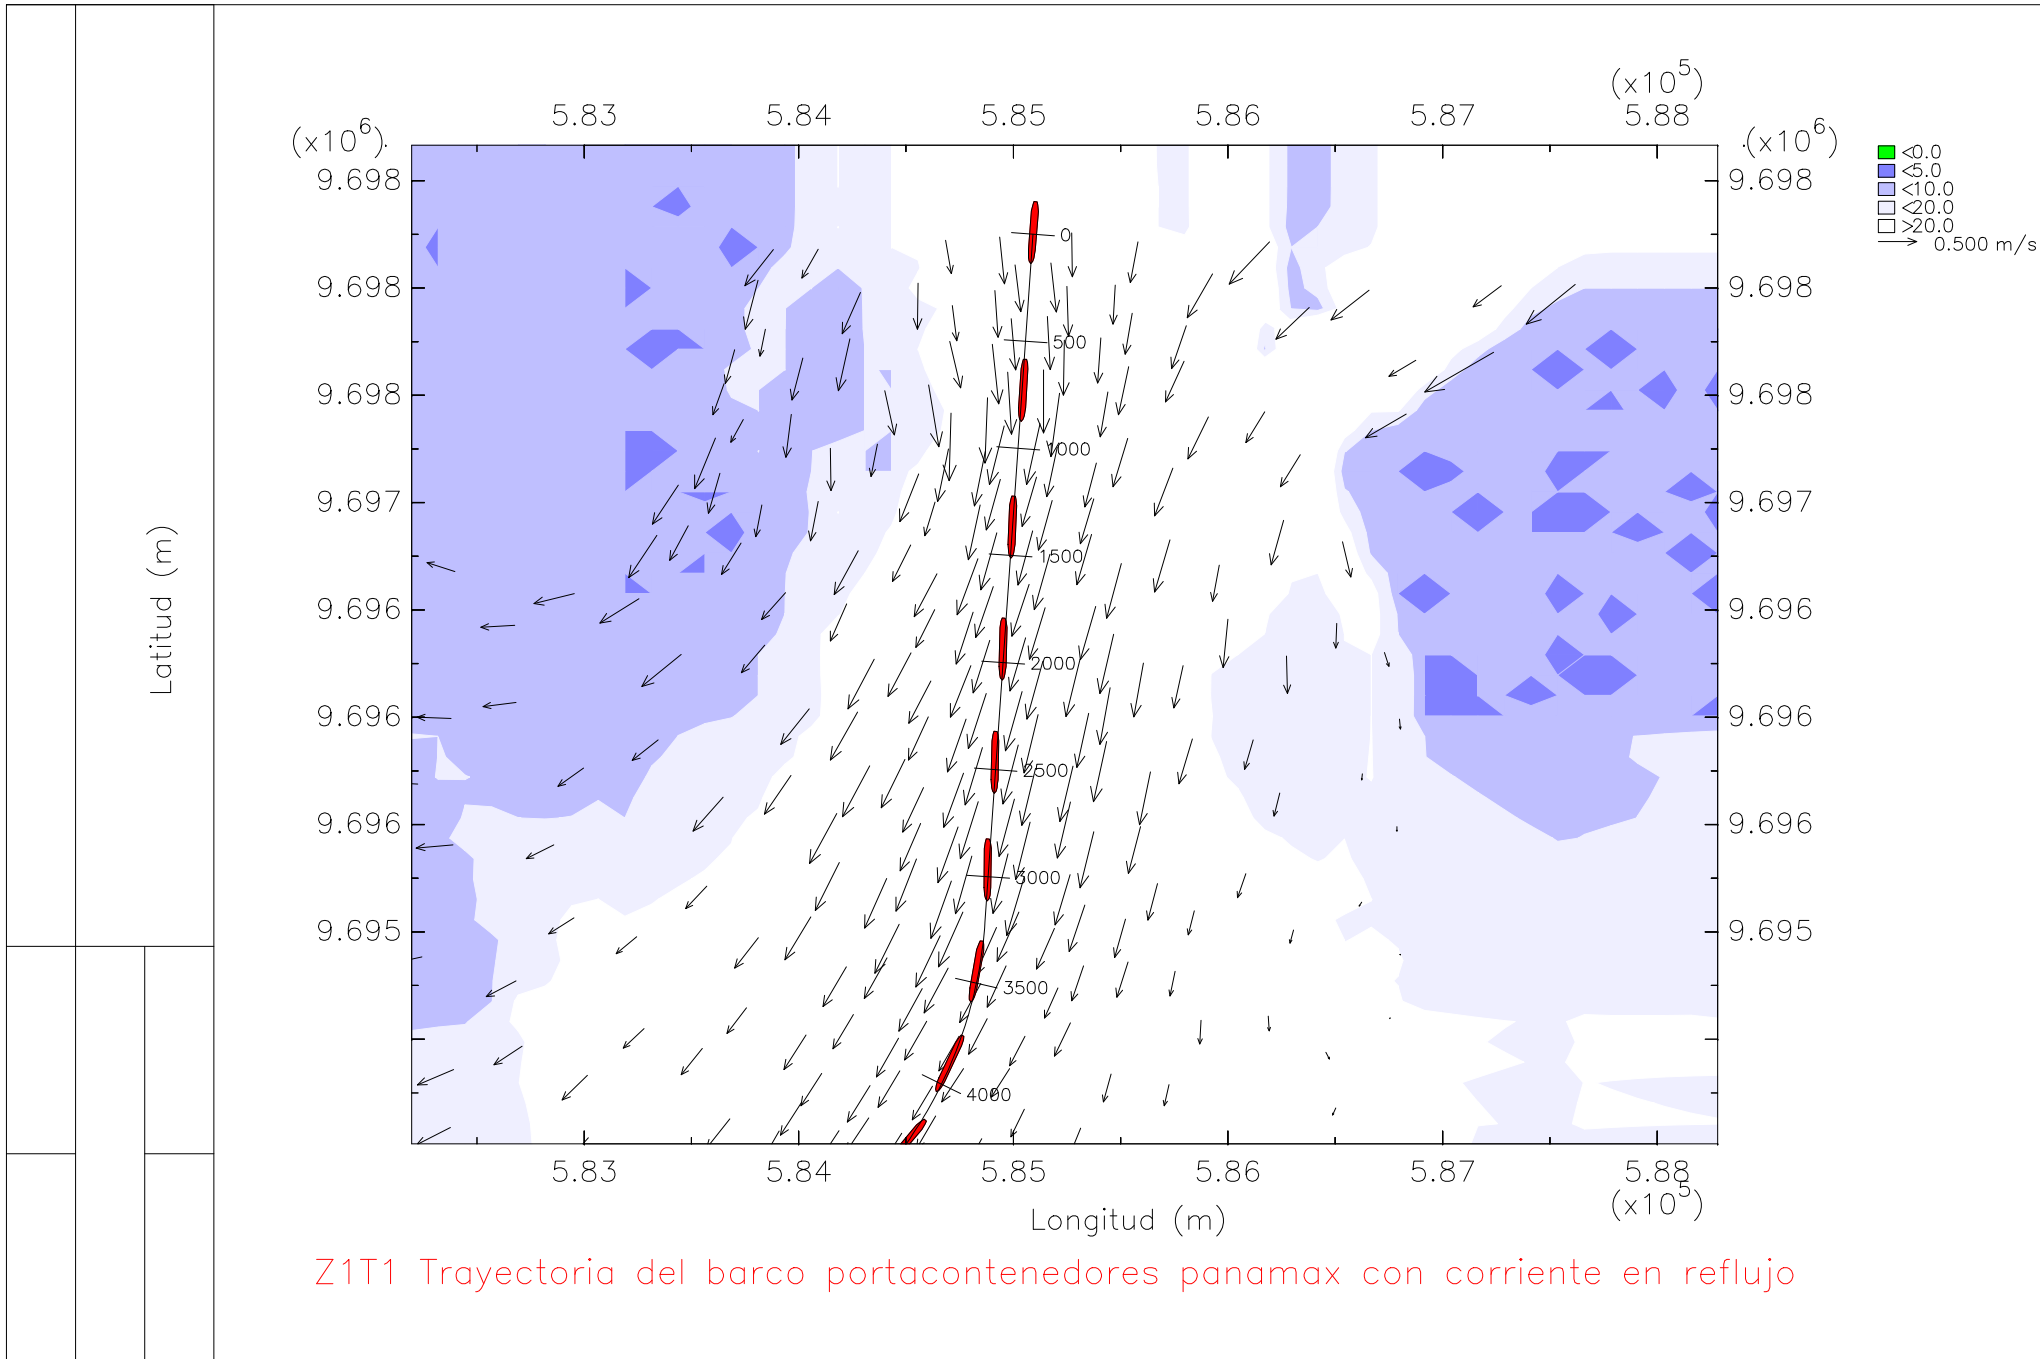 (x10^5)
5.83 5.84 5.85 5.86 5.87 5.88
(x10^6) (x10^6)
9.698 9.698
9.698 9.698
9.698 9.698
9.697 9.697
9.696 9.696
9.696 9.696
9.696 9.696
9.695 9.695
<0.0
<5.0
<10.0
<20.0
>20.0
0.500 m/s
0
500
1000
1500
2000
2500
3000
3500
4000
Latitud (m)
5.83 5.84 5.85 5.86 5.87 5.88
(x10^5)
Longitud (m)
Z1T1 Trayectoria del barco portacontenedores panamax con corriente en reflujo